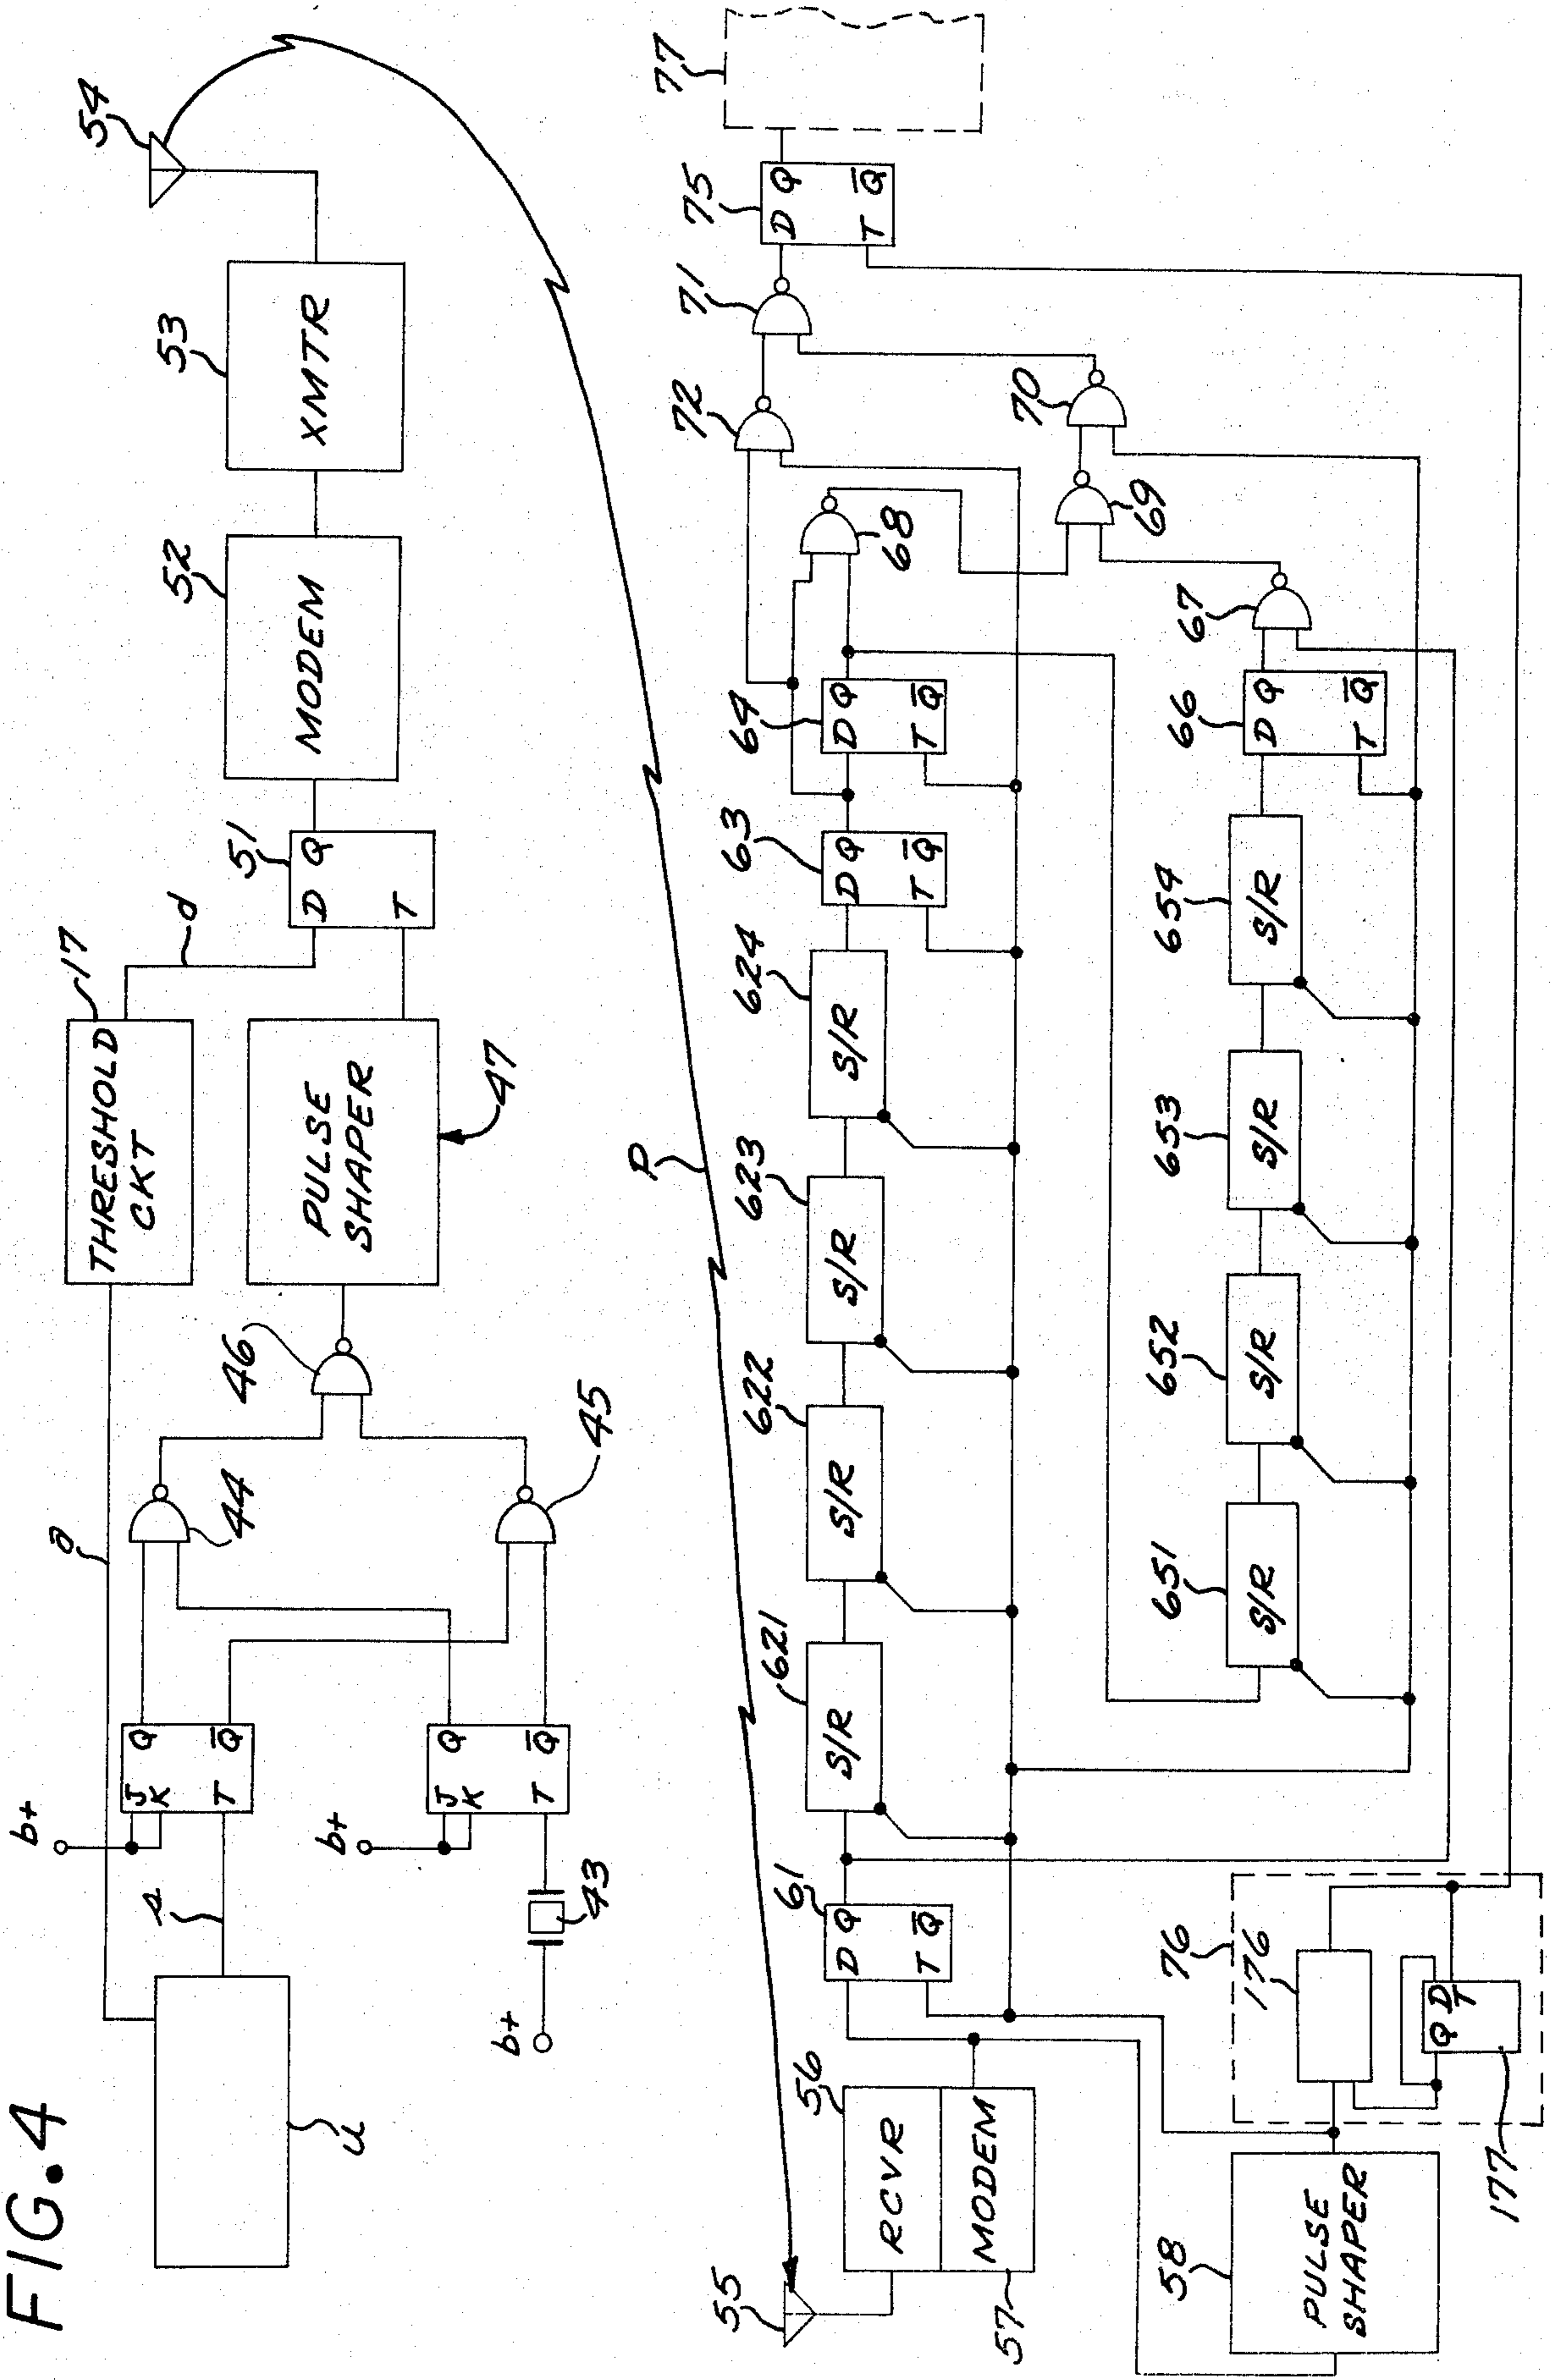 FIG. 4
U
a
s
b+
J
K
T
Q
Q̅
b+
J
K
T
Q
Q̅
b+
43
44
45
46
THRESHOLD
CKT
17
d
PULSE
SHAPER
47
D Q
T
51
MODEM
52
XMTR
53
54
P
55
RCVR
56
MODEM
57
PULSE
SHAPER
58
76
176
Q D
T
177
61
D Q
T Q̅
S/R
621
S/R
622
S/R
623
S/R
624
63
D Q
T Q̅
64
D Q
T Q̅
68
72
71
75
D Q
T Q̅
77
S/R
651
S/R
652
S/R
653
S/R
654
66
D Q
T Q̅
67
69
70